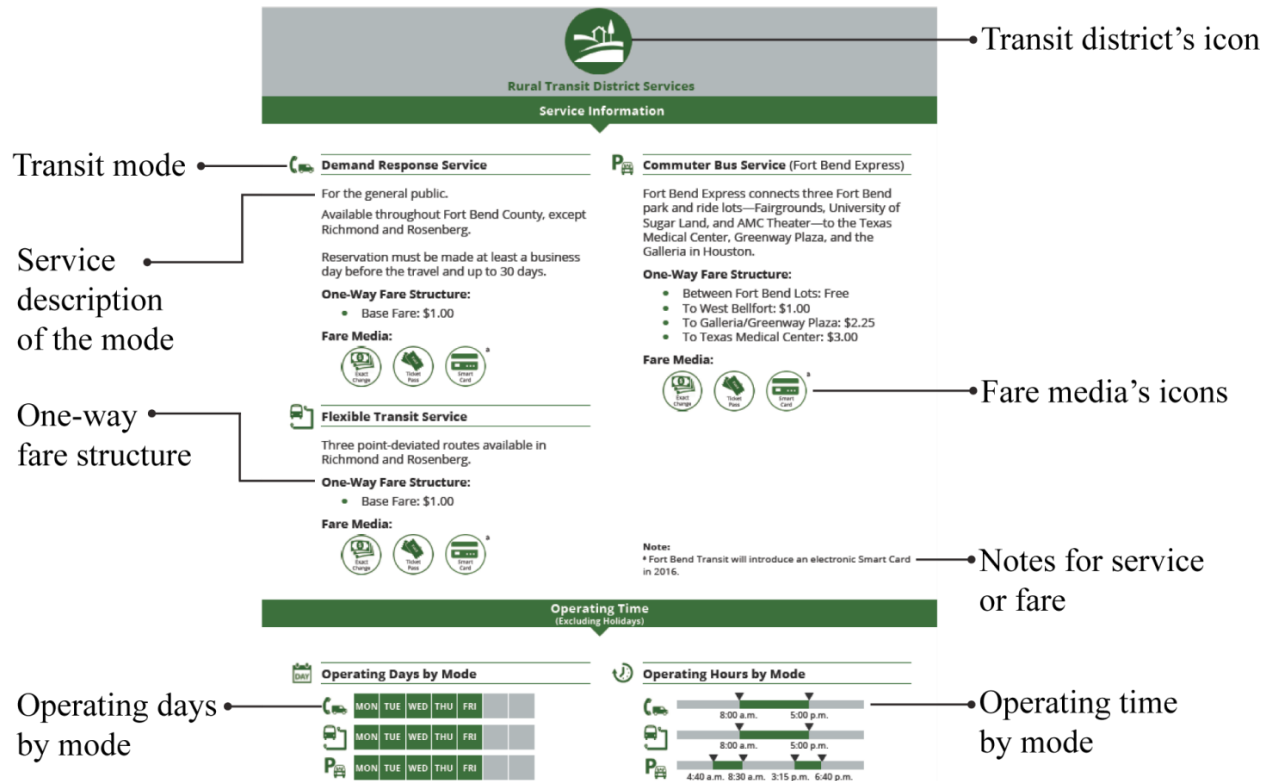 Transit district’s icon
Rural Transit District Services
Service Information
Transit mode
Demand Response Service
For the general public.
Available throughout Fort Bend County, except
Richmond and Rosenberg.
Reservation must be made at least a business
day before the travel and up to 30 days.
One-Way Fare Structure:
• Base Fare: $1.00
Fare Media:
Exact
Change
Ticket
Pass
Smart
Card
a
Service
description
of the mode
One-way
fare structure
Flexible Transit Service
Three point-deviated routes available in
Richmond and Rosenberg.
One-Way Fare Structure:
• Base Fare: $1.00
Fare Media:
Exact
Change
Ticket
Pass
Smart
Card
a
P
Commuter Bus Service (Fort Bend Express)
Fort Bend Express connects three Fort Bend
park and ride lots—Fairgrounds, University of
Sugar Land, and AMC Theater—to the Texas
Medical Center, Greenway Plaza, and the
Galleria in Houston.
One-Way Fare Structure:
• Between Fort Bend Lots: Free
• To West Bellfort: $1.00
• To Galleria/Greenway Plaza: $2.25
• To Texas Medical Center: $3.00
Fare Media:
Exact
Change
Ticket
Pass
Smart
Card
a
Fare media’s icons
Note:
a Fort Bend Transit will introduce an electronic Smart Card
in 2016.
Notes for service
or fare
Operating Time
(Excluding Holidays)
DAY
Operating Days by Mode
MON TUE WED THU FRI
MON TUE WED THU FRI
P MON TUE WED THU FRI
Operating days
by mode
Operating Hours by Mode
8:00 a.m. 5:00 p.m.
8:00 a.m. 5:00 p.m.
P
4:40 a.m. 8:30 a.m. 3:15 p.m. 6:40 p.m.
Operating time
by mode